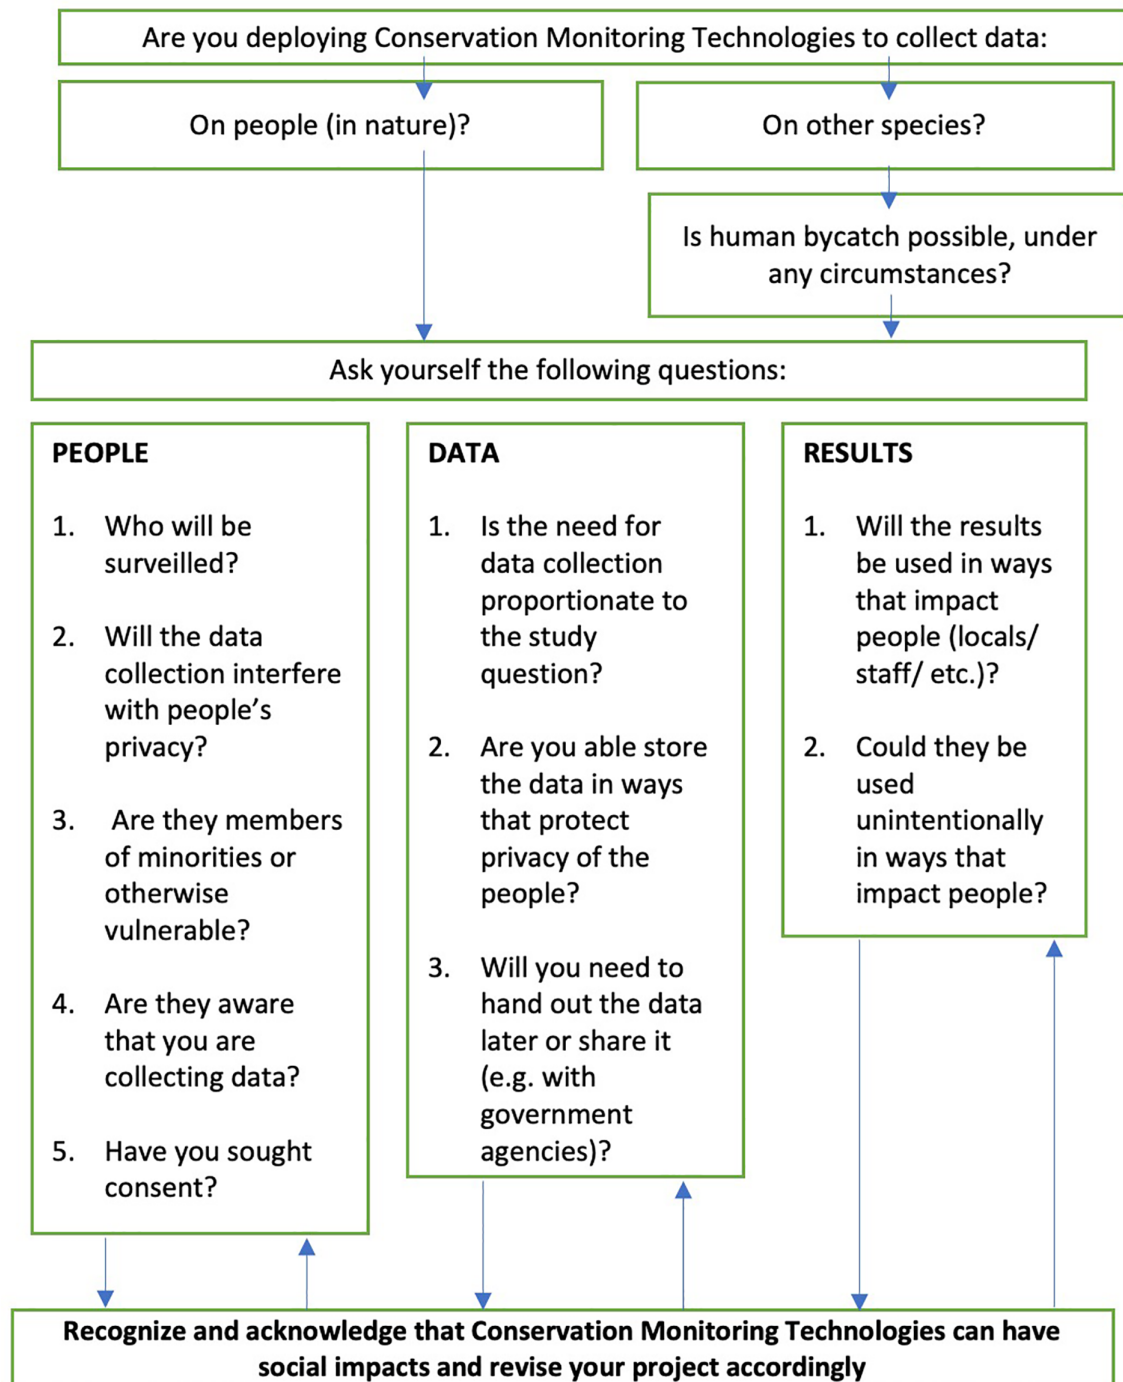 Are you deploying Conservation Monitoring Technologies to collect data:
On people (in nature)?
On other species?
Is human bycatch possible, under
any circumstances?
Ask yourself the following questions:
PEOPLE
1. Who will be
surveilled?
2. Will the data
collection interfere
with people’s
privacy?
3. Are they members
of minorities or
otherwise
vulnerable?
4. Are they aware
that you are
collecting data?
5. Have you sought
consent?
DATA
1. Is the need for
data collection
proportionate to
the study
question?
2. Are you able store
the data in ways
that protect
privacy of the
people?
3. Will you need to
hand out the data
later or share it
(e.g. with
government
agencies)?
RESULTS
1. Will the results
be used in ways
that impact
people (locals/
staff/ etc.)?
2. Could they be
used
unintentionally
in ways that
impact people?
Recognize and acknowledge that Conservation Monitoring Technologies can have
social impacts and revise your project accordingly